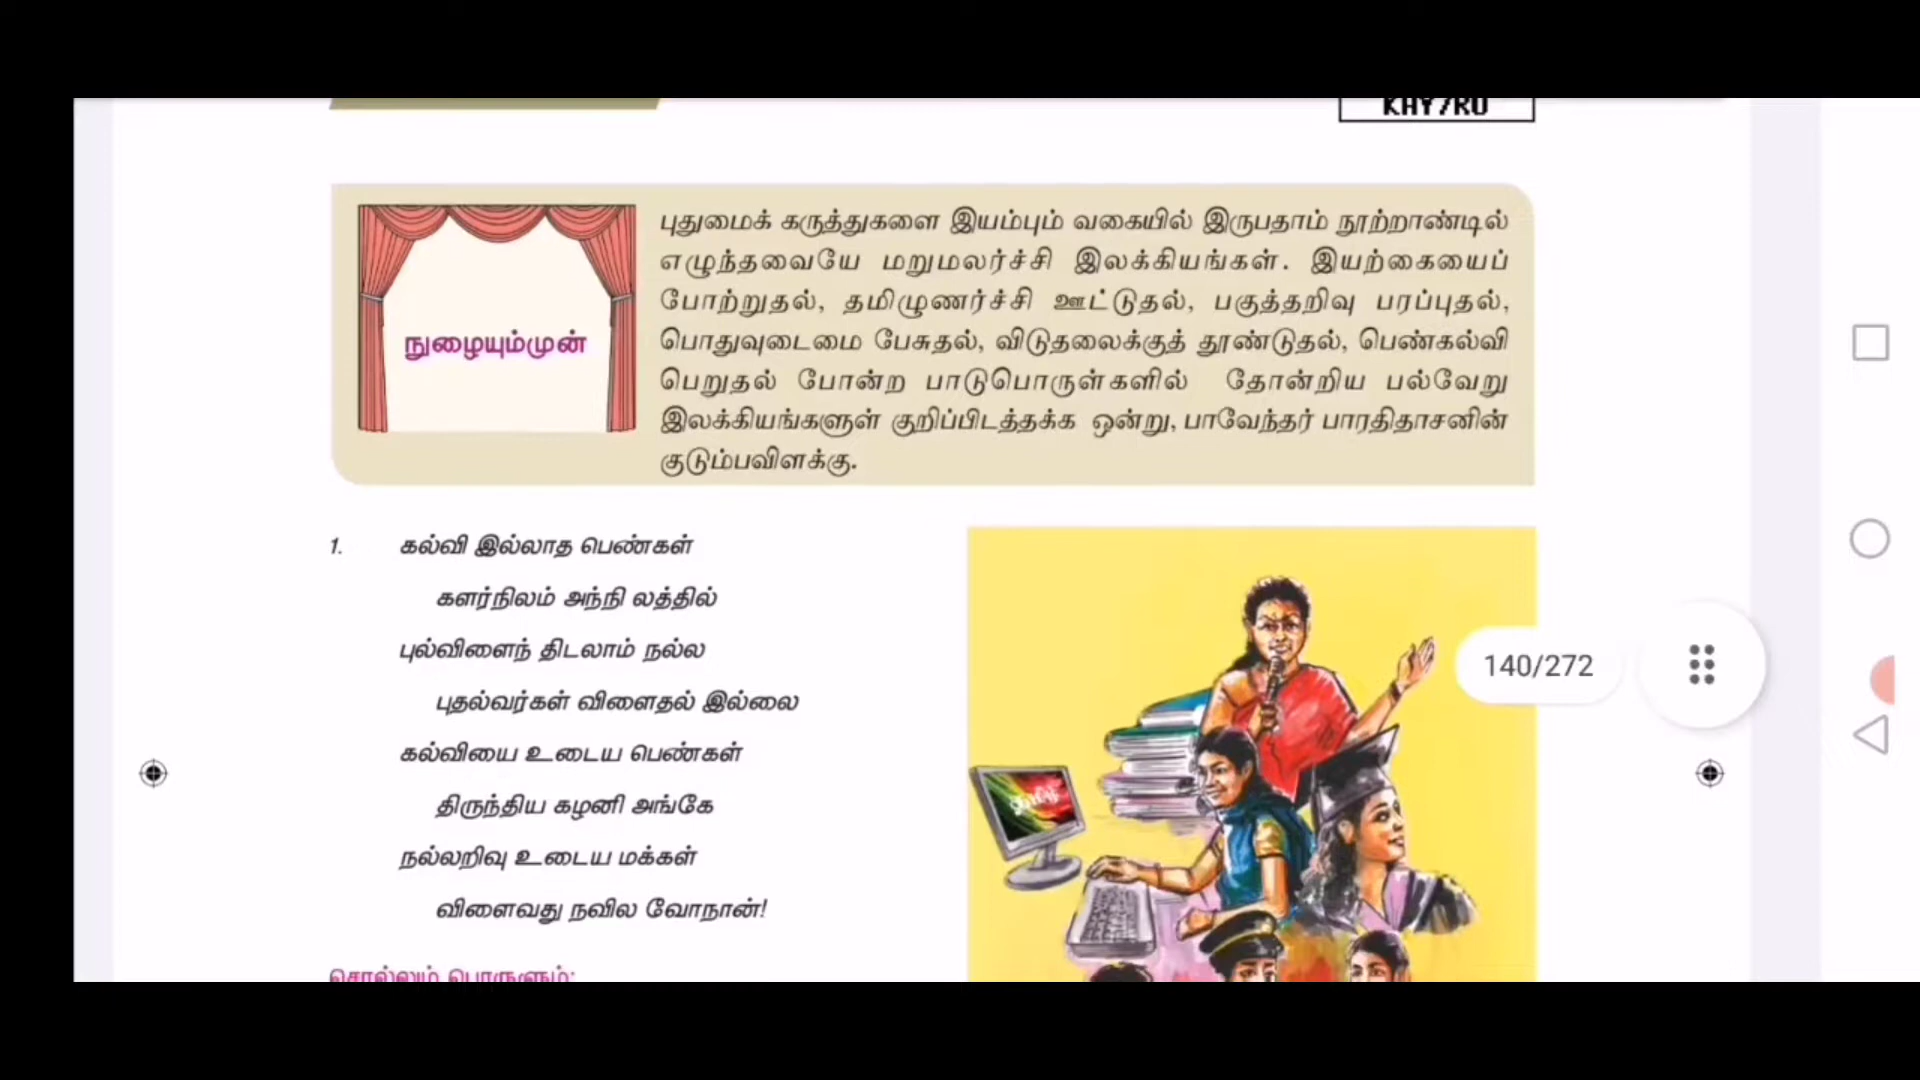 நுழையும்முன்
புதுமைக் கருத்துகளை இயம்பும் வகையில் இருபதாம் நூற்றாண்டில்
எழுந்தவையே மறுமலர்ச்சி இலக்கியங்கள். இயற்கையைப்
போற்றுதல், தமிழுணர்ச்சி ஊட்டுதல், பகுத்தறிவு பரப்புதல்,
பொதுவுடைமை பேசுதல், விடுதலைக்குத் தூண்டுதல், பெண்கல்வி
பெறுதல் போன்ற பாடுபொருள்களில் தோன்றிய பல்வேறு
இலக்கியங்களுள் குறிப்பிடத்தக்க ஒன்று, பாவேந்தர் பாரதிதாசனின்
குடும்பவிளக்கு.
1. கல்வி இல்லாத பெண்கள்
களர்நிலம் அந்நி லத்தில்
புல்விளைந் திடலாம் நல்ல
புதல்வர்கள் விளைதல் இல்லை
கல்வியை உடைய பெண்கள்
திருந்திய கழனி அங்கே
நல்லறிவு உடைய மக்கள்
விளைவது நவில வோநான்!
சொல்லும் பொருளும்:
140/272